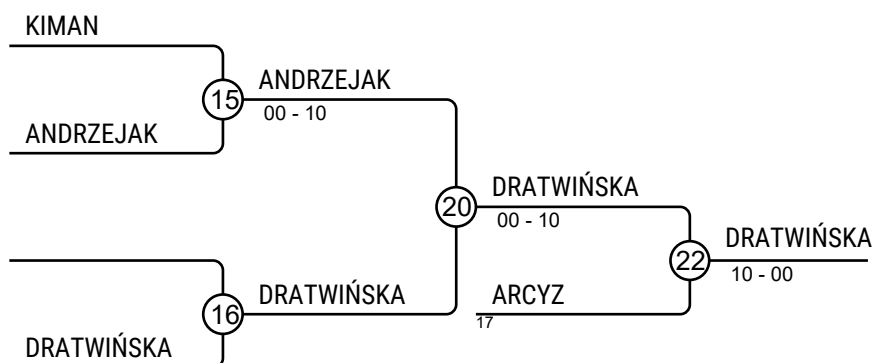 KIMAN
15
ANDRZEJAK
00 - 10
ANDRZEJAK
20
DRATWIŃSKA
00 - 10
22
DRATWIŃSKA
10 - 00
16
DRATWIŃSKA
ARCYZ
17
DRATWIŃSKA